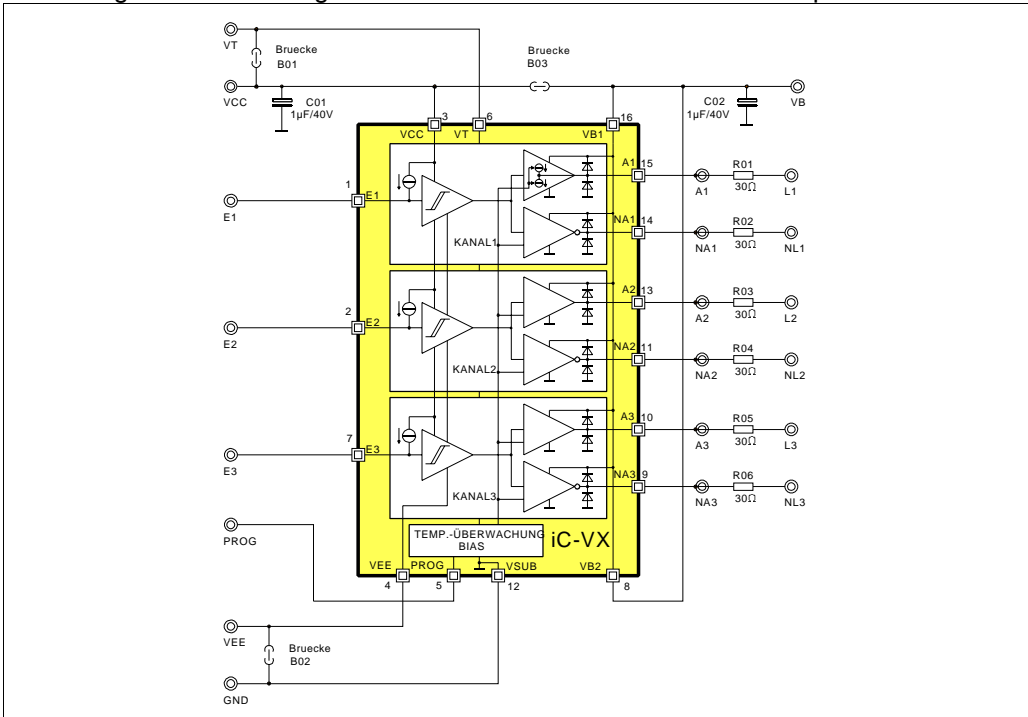 VT
Bruecke
B01
Bruecke
B03
VCC
C01
1µF/40V
C02
1µF/40V
VB
3
6
16
VCC
VT
VB1
1
E1
E1
A1
15
A1
R01
30Ω
L1
NA1
14
NA1
R02
30Ω
NL1
KANAL1
2
E2
E2
A2
13
A2
R03
30Ω
L2
NA2
11
NA2
R04
30Ω
NL2
KANAL2
7
E3
E3
A3
10
A3
R05
30Ω
L3
NA3
9
NA3
R06
30Ω
NL3
KANAL3
PROG
TEMP.-ÜBERWACHUNG
BIAS
iC-VX
VEE
PROG
VSUB
VB2
4
5
12
8
VEE
Bruecke
B02
GND